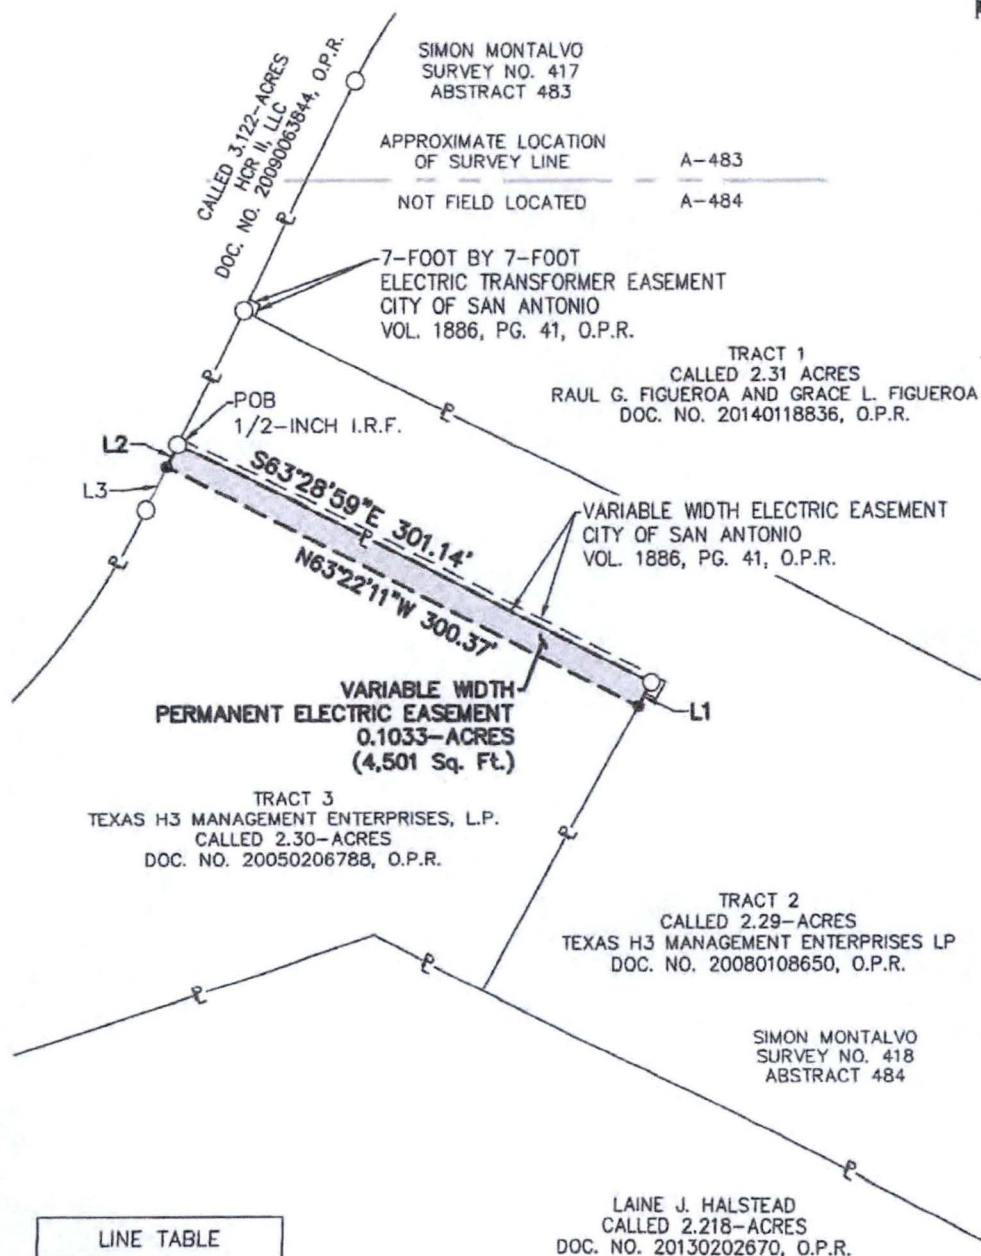 SIMON MONTALVO
SURVEY NO. 417
ABSTRACT 483
CALLED 3.122-ACRES
HCR II, LLC
DOC. NO. 20090063844, O.P.R.
APPROXIMATE LOCATION
OF SURVEY LINE
A-483
NOT FIELD LOCATED
A-484
7-FOOT BY 7-FOOT
ELECTRIC TRANSFORMER EASEMENT
CITY OF SAN ANTONIO
VOL. 1886, PG. 41, O.P.R.
TRACT 1
CALLED 2.31 ACRES
RAUL G. FIGUEROA AND GRACE L. FIGUEROA
DOC. NO. 20140118836, O.P.R.
POB
1/2-INCH I.R.F.
L2
L3
S63°28'59"E 301.14'
N63°22'11"W 300.37'
VARIABLE WIDTH ELECTRIC EASEMENT
CITY OF SAN ANTONIO
VOL. 1886, PG. 41, O.P.R.
VARIABLE WIDTH
PERMANENT ELECTRIC EASEMENT
0.1033-ACRES
(4,501 Sq. Ft.)
L1
TRACT 3
TEXAS H3 MANAGEMENT ENTERPRISES, L.P.
CALLED 2.30-ACRES
DOC. NO. 20050206788, O.P.R.
TRACT 2
CALLED 2.29-ACRES
TEXAS H3 MANAGEMENT ENTERPRISES LP
DOC. NO. 20080108650, O.P.R.
SIMON MONTALVO
SURVEY NO. 418
ABSTRACT 484
LAINE J. HALSTEAD
CALLED 2.218-ACRES
DOC. NO. 20130202670, O.P.R.
LINE TABLE